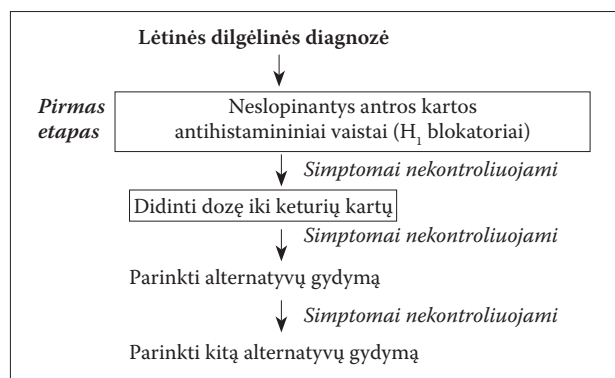 Lėtinės dilgėlinės diagnozė
Pirmas
etapas
Neslopinantys antros kartos
antihistamininiai vaistai (H₁ blokatoriai)
Simptomai nekontroliuojami
Didinti dozę iki keturių kartų
Simptomai nekontroliuojami
Parinkti alternatyvų gydymą
Simptomai nekontroliuojami
Parinkti kitą alternatyvų gydymą